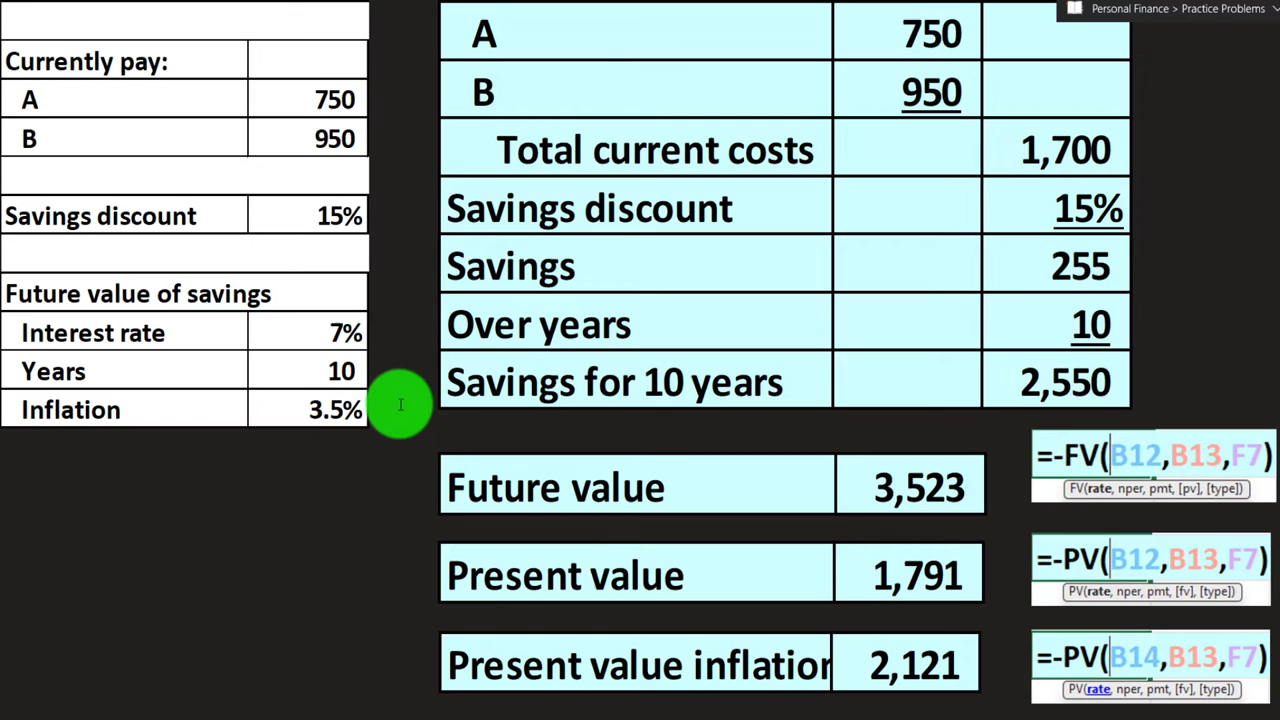 Personal Finance > Practice Problems
Currently pay:
A 750
B 950
Savings discount 15%
Future value of savings
Interest rate 7%
Years 10
Inflation 3.5%
A 750
B 950
Total current costs 1,700
Savings discount 15%
Savings 255
Over years 10
Savings for 10 years 2,550
Future value 3,523
=-FV(B12,B13,F7)
FV(rate, nper, pmt, [pv], [type])
Present value 1,791
=-PV(B12,B13,F7)
PV(rate, nper, pmt, [fv], [type])
Present value inflation 2,121
=-PV(B14,B13,F7)
PV(rate, nper, pmt, [fv], [type])